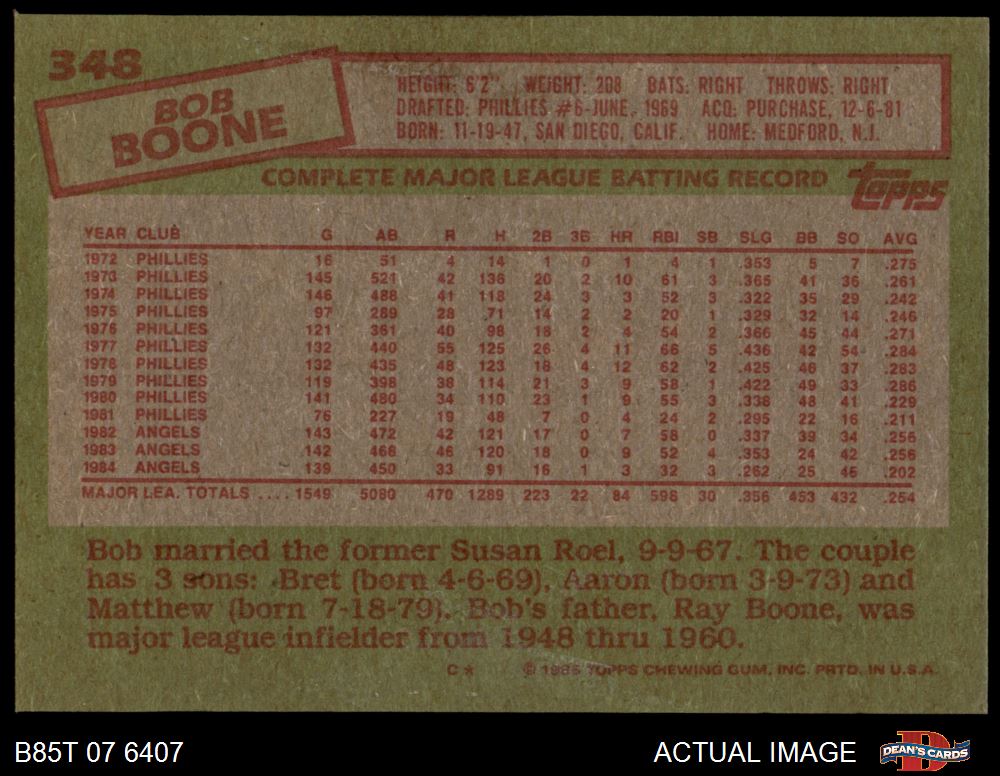 348
BOB
BOONE
HEIGHT: 6'2" WEIGHT: 208 BATS: RIGHT THROWS: RIGHT
DRAFTED: PHILLIES #6-JUNE, 1969 ACQ: PURCHASE, 12-6-81
BORN: 11-19-47, SAN DIEGO, CALIF. HOME: MEDFORD, N.J.
COMPLETE MAJOR LEAGUE BATTING RECORD
topps
YEAR CLUB G AB R H 2B 3B HR RBI SB SLG BB SO AVG
1972 PHILLIES 16 51 4 14 1 0 1 4 1 .353 5 7 .275
1973 PHILLIES 145 521 42 136 20 2 10 61 3 .365 41 36 .261
1974 PHILLIES 146 488 41 118 24 3 3 52 3 .322 35 29 .242
1975 PHILLIES 97 289 28 71 14 2 2 20 1 .329 32 14 .246
1976 PHILLIES 121 361 40 98 18 2 4 54 2 .366 45 44 .271
1977 PHILLIES 132 440 55 125 26 4 11 66 5 .436 42 54 .284
1978 PHILLIES 132 435 48 123 18 4 12 62 2 .425 46 37 .283
1979 PHILLIES 119 398 38 114 21 3 9 58 1 .422 49 33 .286
1980 PHILLIES 141 480 34 110 23 1 9 55 3 .338 48 41 .229
1981 PHILLIES 76 227 19 48 7 0 4 24 2 .295 22 16 .211
1982 ANGELS 143 472 42 121 17 0 7 58 0 .337 39 34 .256
1983 ANGELS 142 468 46 120 18 0 9 52 4 .353 24 42 .256
1984 ANGELS 139 450 33 91 16 1 3 32 3 .262 25 45 .202
MAJOR LEA. TOTALS .... 1549 5080 470 1289 223 22 84 598 30 .356 453 432 .254
Bob married the former Susan Roel, 9-9-67. The couple
has 3 sons: Bret (born 4-6-69), Aaron (born 3-9-73) and
Matthew (born 7-18-79). Bob's father, Ray Boone, was
major league infielder from 1948 thru 1960.
C* © 1985 TOPPS CHEWING GUM, INC. PRTD. IN U.S.A.
B85T 07 6407 ACTUAL IMAGE DEAN'S CARDS